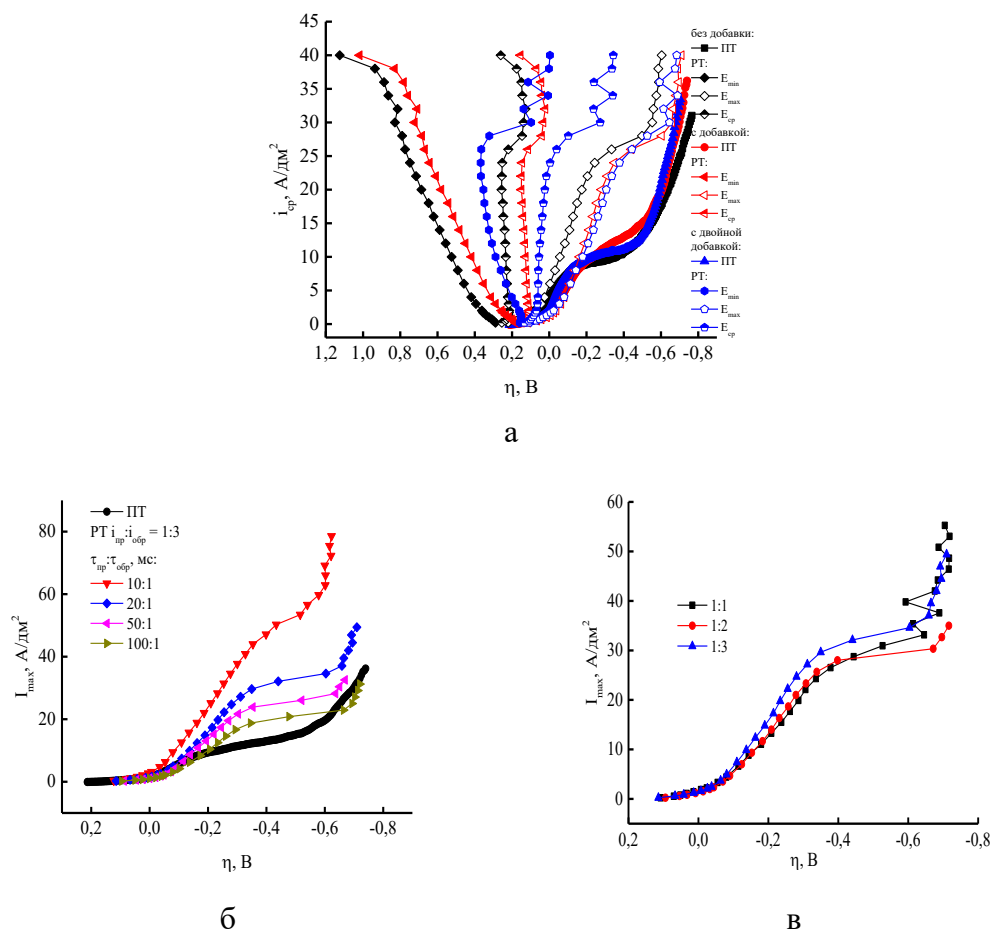 а
45
40
35
30
25
20
15
10
5
0
i_ср, А/дм²
1,2 1,0 0,8 0,6 0,4 0,2 0,0 -0,2 -0,4 -0,6 -0,8
η, В
без добавки:
ПТ
РТ:
E_min
E_max
E_ср
с добавкой:
ПТ
РТ:
E_min
E_max
E_ср
с двойной
добавкой:
ПТ
РТ:
E_min
E_max
E_ср
а
80
60
40
20
0
I_max, А/дм²
0,2 0,0 -0,2 -0,4 -0,6 -0,8
η, В
ПТ
РТ i_пр:i_обр = 1:3
τ_пр:τ_обр, мс:
10:1
20:1
50:1
100:1
б
60
50
40
30
20
10
0
I_max, А/дм²
0,2 0,0 -0,2 -0,4 -0,6 -0,8
η, В
1:1
1:2
1:3
в